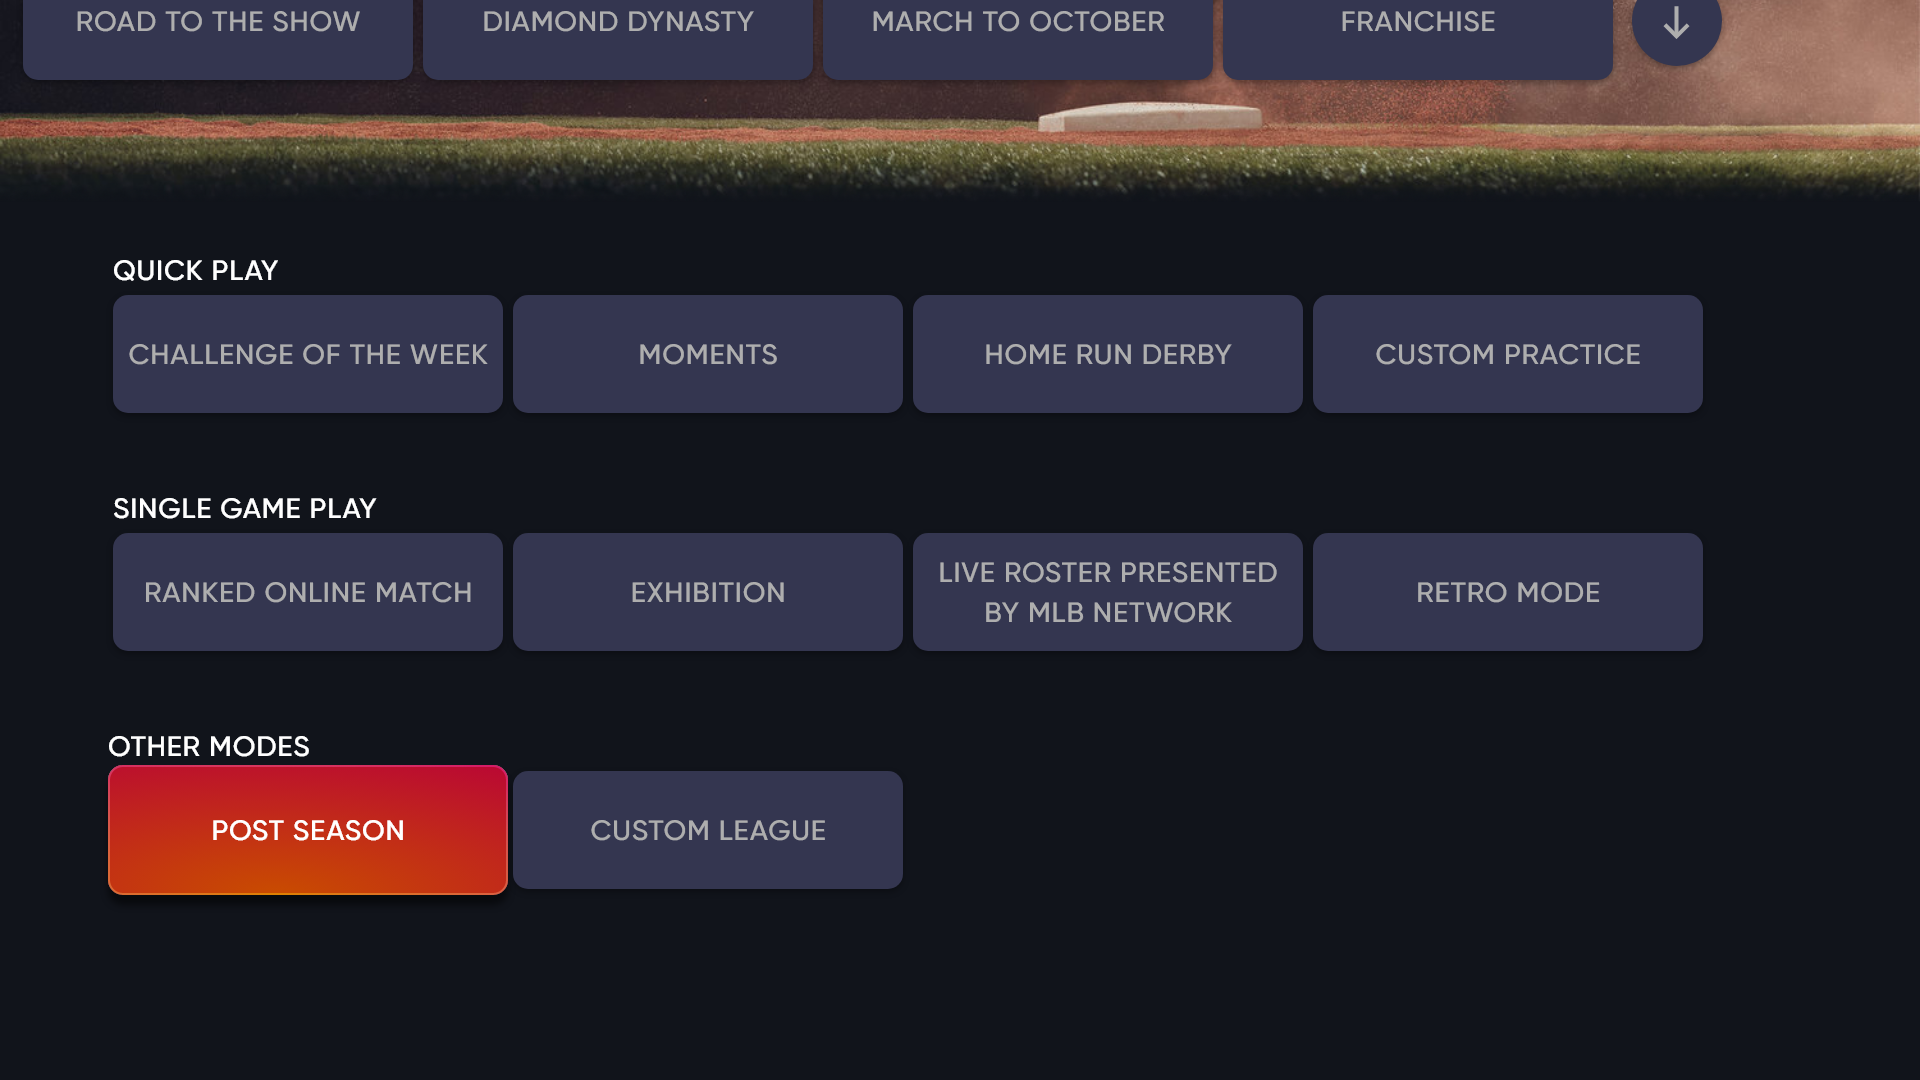 ROAD TO THE SHOW
DIAMOND DYNASTY
MARCH TO OCTOBER
FRANCHISE
QUICK PLAY
CHALLENGE OF THE WEEK
MOMENTS
HOME RUN DERBY
CUSTOM PRACTICE
SINGLE GAME PLAY
RANKED ONLINE MATCH
EXHIBITION
LIVE ROSTER PRESENTED
BY MLB NETWORK
RETRO MODE
OTHER MODES
POST SEASON
CUSTOM LEAGUE